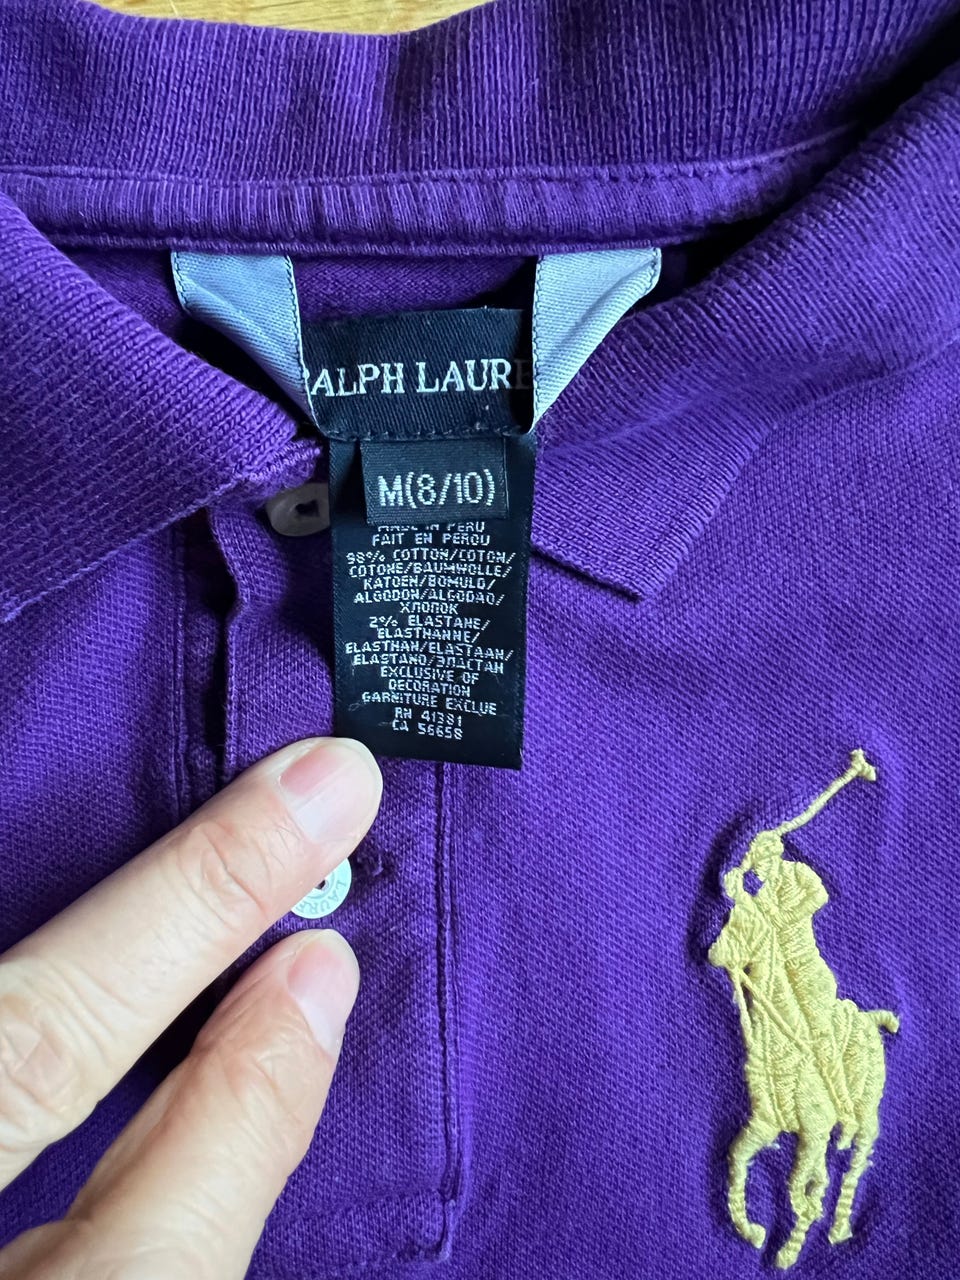 RALPH LAURE
M(8/10)
MADE IN PERU
FAIT EN PEROU
98% COTTON/COTON/
COTONE/BAUMWOLLE/
KATOEN/BOMULD/
ALGODON/ALGODAO/
ХЛОПОК
2% ELASTANE/
ELASTHANNE/
ELASTHAN/ELASTAAN/
ELASTANO/ЭЛАСТАН
EXCLUSIVE OF
DECORATION
GARNITURE EXCLUE
RN 41381
CA 56658
LAURE